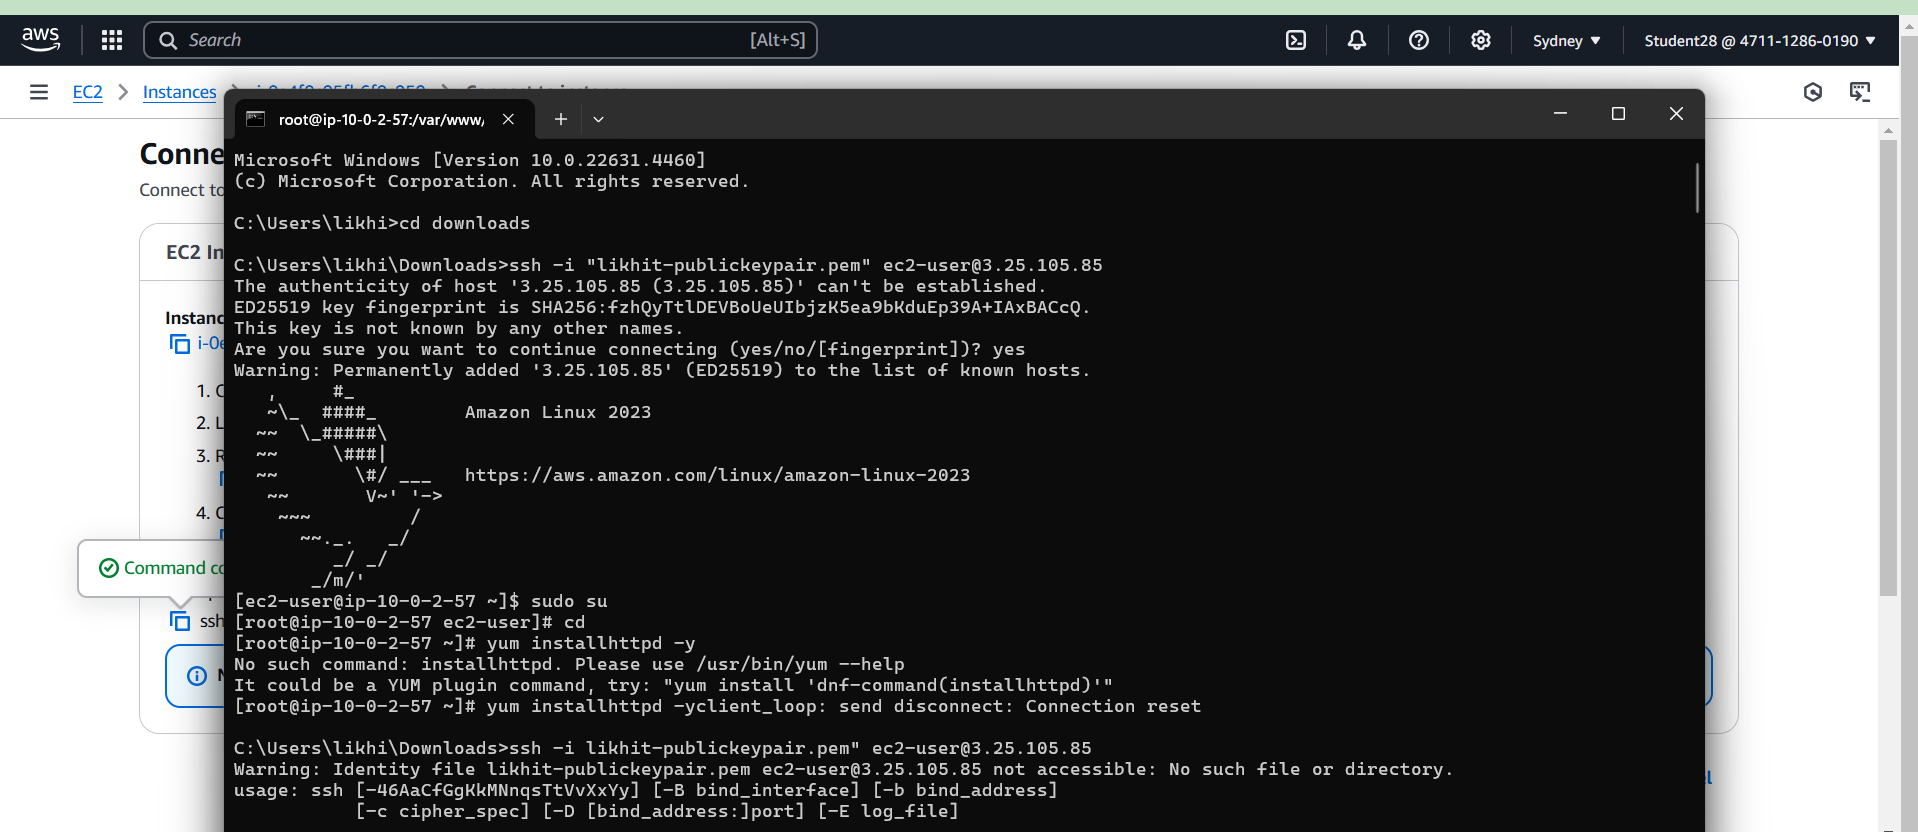 aws
Search [Alt+S]
Sydney ▼
Student28 @ 4711-1286-0190 ▼
EC2 > Instances
root@ip-10-0-2-57:/var/www/
Conne
Connect to
EC2 In
Instanc
1. C
2. L
3. R
4. C
Command co
ssh
Microsoft Windows [Version 10.0.22631.4460]
(c) Microsoft Corporation. All rights reserved.
C:\Users\likhi>cd downloads
C:\Users\likhi\Downloads>ssh -i "likhit-publickeypair.pem" ec2-user@3.25.105.85
The authenticity of host '3.25.105.85 (3.25.105.85)' can't be established.
ED25519 key fingerprint is SHA256:fzhQyTtlDEVBoUeUIbjzK5ea9bKduEp39A+IAxBACcQ.
This key is not known by any other names.
Are you sure you want to continue connecting (yes/no/[fingerprint])? yes
Warning: Permanently added '3.25.105.85' (ED25519) to the list of known hosts.
   ,     #_
   ~\_  ####_        Amazon Linux 2023
  ~~  \_#####\
  ~~     \###|
  ~~       \#/ ___   https://aws.amazon.com/linux/amazon-linux-2023
   ~~       V~' '->
    ~~~         /
      ~~._.   _/
         _/ _/
       _/m/'
[ec2-user@ip-10-0-2-57 ~]$ sudo su
[root@ip-10-0-2-57 ec2-user]# cd
[root@ip-10-0-2-57 ~]# yum installhttpd -y
No such command: installhttpd. Please use /usr/bin/yum --help
It could be a YUM plugin command, try: "yum install 'dnf-command(installhttpd)'"
[root@ip-10-0-2-57 ~]# yum installhttpd -yclient_loop: send disconnect: Connection reset
C:\Users\likhi\Downloads>ssh -i likhit-publickeypair.pem" ec2-user@3.25.105.85
Warning: Identity file likhit-publickeypair.pem ec2-user@3.25.105.85 not accessible: No such file or directory.
usage: ssh [-46AaCfGgKkMNnqsTtVvXxYy] [-B bind_interface] [-b bind_address]
           [-c cipher_spec] [-D [bind_address:]port] [-E log_file]